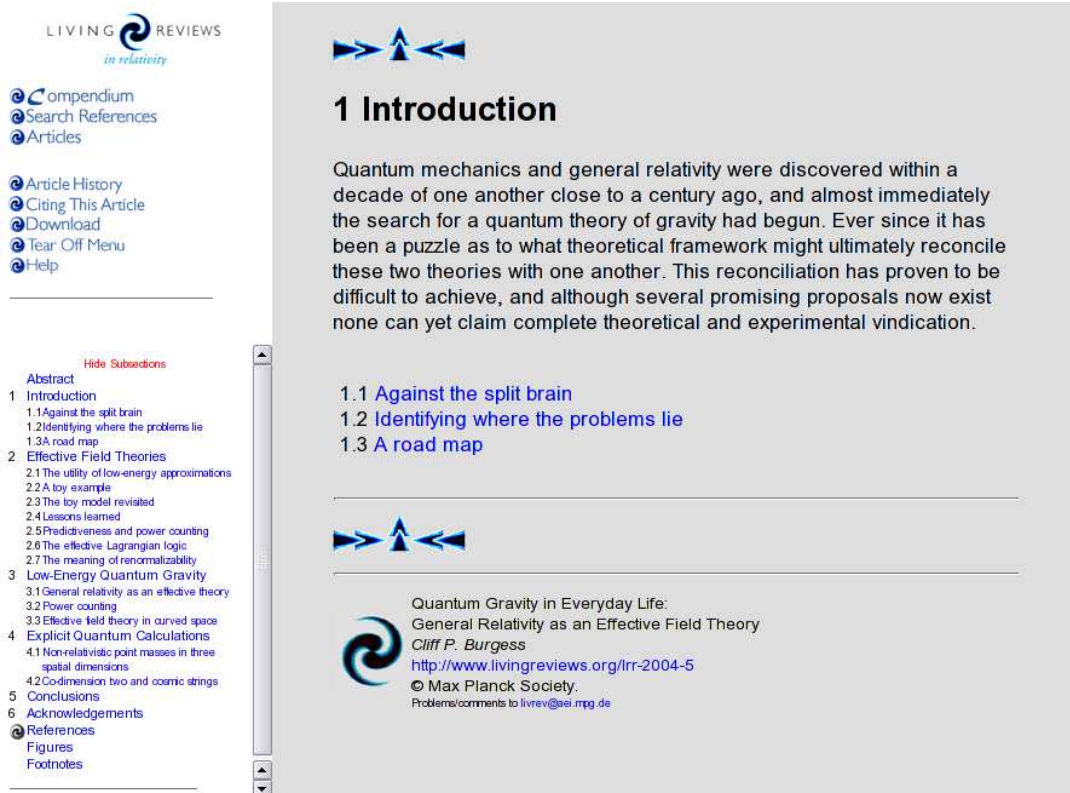 LIVING REVIEWS
in relativity
Compendium
Search References
Articles
Article History
Citing This Article
Download
Tear Off Menu
Help
Hide Subsections
Abstract
1 Introduction
1.1 Against the split brain
1.2 Identifying where the problems lie
1.3 A road map
2 Effective Field Theories
2.1 The utility of low-energy approximations
2.2 A toy example
2.3 The toy model revisited
2.4 Lessons learned
2.5 Predictiveness and power counting
2.6 The effective Lagrangian logic
2.7 The meaning of renormalizability
3 Low-Energy Quantum Gravity
3.1 General relativity as an effective theory
3.2 Power counting
3.3 Effective field theory in curved space
4 Explicit Quantum Calculations
4.1 Non-relativistic point masses in three
spatial dimensions
4.2 Co-dimension two and cosmic strings
5 Conclusions
6 Acknowledgements
References
Figures
Footnotes
1 Introduction
Quantum mechanics and general relativity were discovered within a
decade of one another close to a century ago, and almost immediately
the search for a quantum theory of gravity had begun. Ever since it has
been a puzzle as to what theoretical framework might ultimately reconcile
these two theories with one another. This reconciliation has proven to be
difficult to achieve, and although several promising proposals now exist
none can yet claim complete theoretical and experimental vindication.
1.1 Against the split brain
1.2 Identifying where the problems lie
1.3 A road map
Quantum Gravity in Everyday Life:
General Relativity as an Effective Field Theory
Cliff P. Burgess
http://www.livingreviews.org/lrr-2004-5
© Max Planck Society.
Problems/comments to livrev@aei.mpg.de